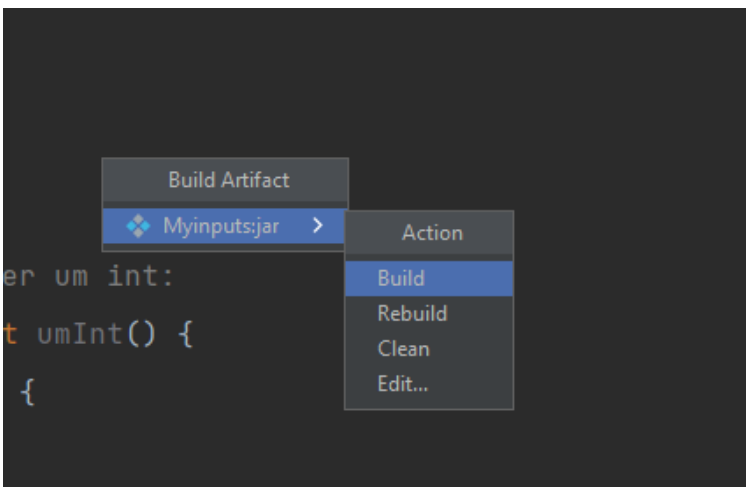 Build Artifact
Myinputs:jar
Action
Build
Rebuild
Clean
Edit...
er um int:
t umInt() {
{